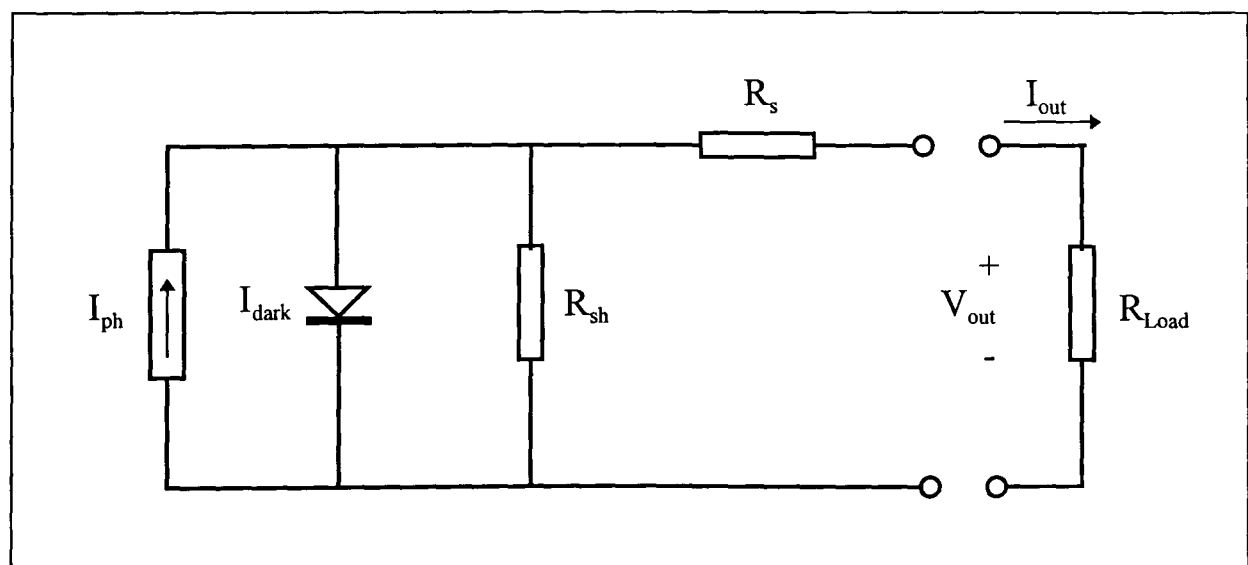 R_s
I_out
I_ph
I_dark
R_sh
+
V_out
-
R_Load